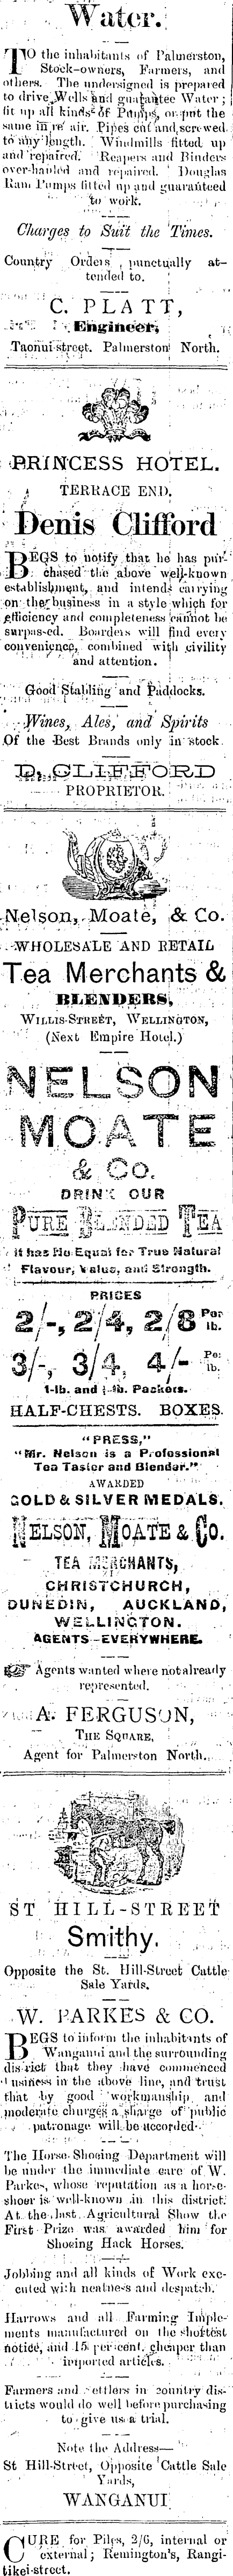 Water.
TO the inhabitants of Palmerston,
Stock-owners, Farmers, and
others. The undersigned is prepared
to drive Wells and guarantee Water;
fit up all kinds of Pumps, or put the
same in re air. Pipes cut and screwed
to any length. Windmills fitted up
and repaired. Reapers and Binders
over-hauled and repaired. Douglas
Ram Pumps fitted up and guaranteed
to work.
Charges to Suit the Times.
Country Orders punctually at-
tended to.
C. PLATT,
Engineer,
Taonui-street. Palmerston North.
PRINCESS HOTEL.
TERRACE END.
Denis Clifford
BEGS to notify that he has pur-
chased the above well-known
establishment, and intends carrying
on the business in a style which for
efficiency and completeness cannot be
surpassed. Boarders will find every
convenience, combined with civility
and attention.
Good Stabling and Paddocks.
Wines, Ales, and Spirits
Of the Best Brands only in stock.
D. CLIFFORD
PROPRIETOR.
Nelson, Moate, & Co.
WHOLESALE AND RETAIL
Tea Merchants &
BLENDERS,
WILLIS-STREET, WELLINGTON,
(Next Empire Hotel.)
NELSON
MOATE
& CO.
DRINK OUR
PURE BLENDED TEA
It has No Equal for True Natural
Flavour, Value, and Strength.
PRICES
2/-, 2/4, 2/8 Per lb.
3/-, 3/4, 4/- Per lb.
1-lb. and ½-lb. Packets.
HALF-CHESTS. BOXES.
"PRESS,"
"Mr. Nelson is a Professional
Tea Taster and Blender."
AWARDED
GOLD & SILVER MEDALS.
NELSON, MOATE & CO.
TEA MERCHANTS,
CHRISTCHURCH,
DUNEDIN, AUCKLAND,
WELLINGTON.
AGENTS - EVERYWHERE.
Agents wanted where not already
represented.
A. FERGUSON,
THE SQUARE,
Agent for Palmerston North.
ST HILL-STREET
Smithy.
Opposite the St. Hill-Street Cattle
Sale Yards.
W. PARKES & CO.
BEGS to inform the inhabitants of
Wanganui and the surrounding
district that they have commenced
business in the above line, and trust
that by good workmanship and
moderate charges a share of public
patronage will be accorded.
The Horse-Shoeing Department will
be under the immediate care of W.
Parkes, whose reputation as a horse-
shoer is well-known in this district.
At the last Agricultural Show the
First Prize was awarded him for
Shoeing Hack Horses.
Jobbing and all kinds of Work exe-
cuted with neatness and despatch.
Harrows and all Farming Imple-
ments manufactured on the shortest
notice, and 15 per cent. cheaper than
imported articles.
Farmers and settlers in country dis-
tricts would do well before purchasing
to give us a trial.
Note the Address—
St Hill-Street, Opposite Cattle Sale
Yards,
WANGANUI
CURE for Piles, 2/6, internal or
external; Remington's, Rangi-
tikei-street.